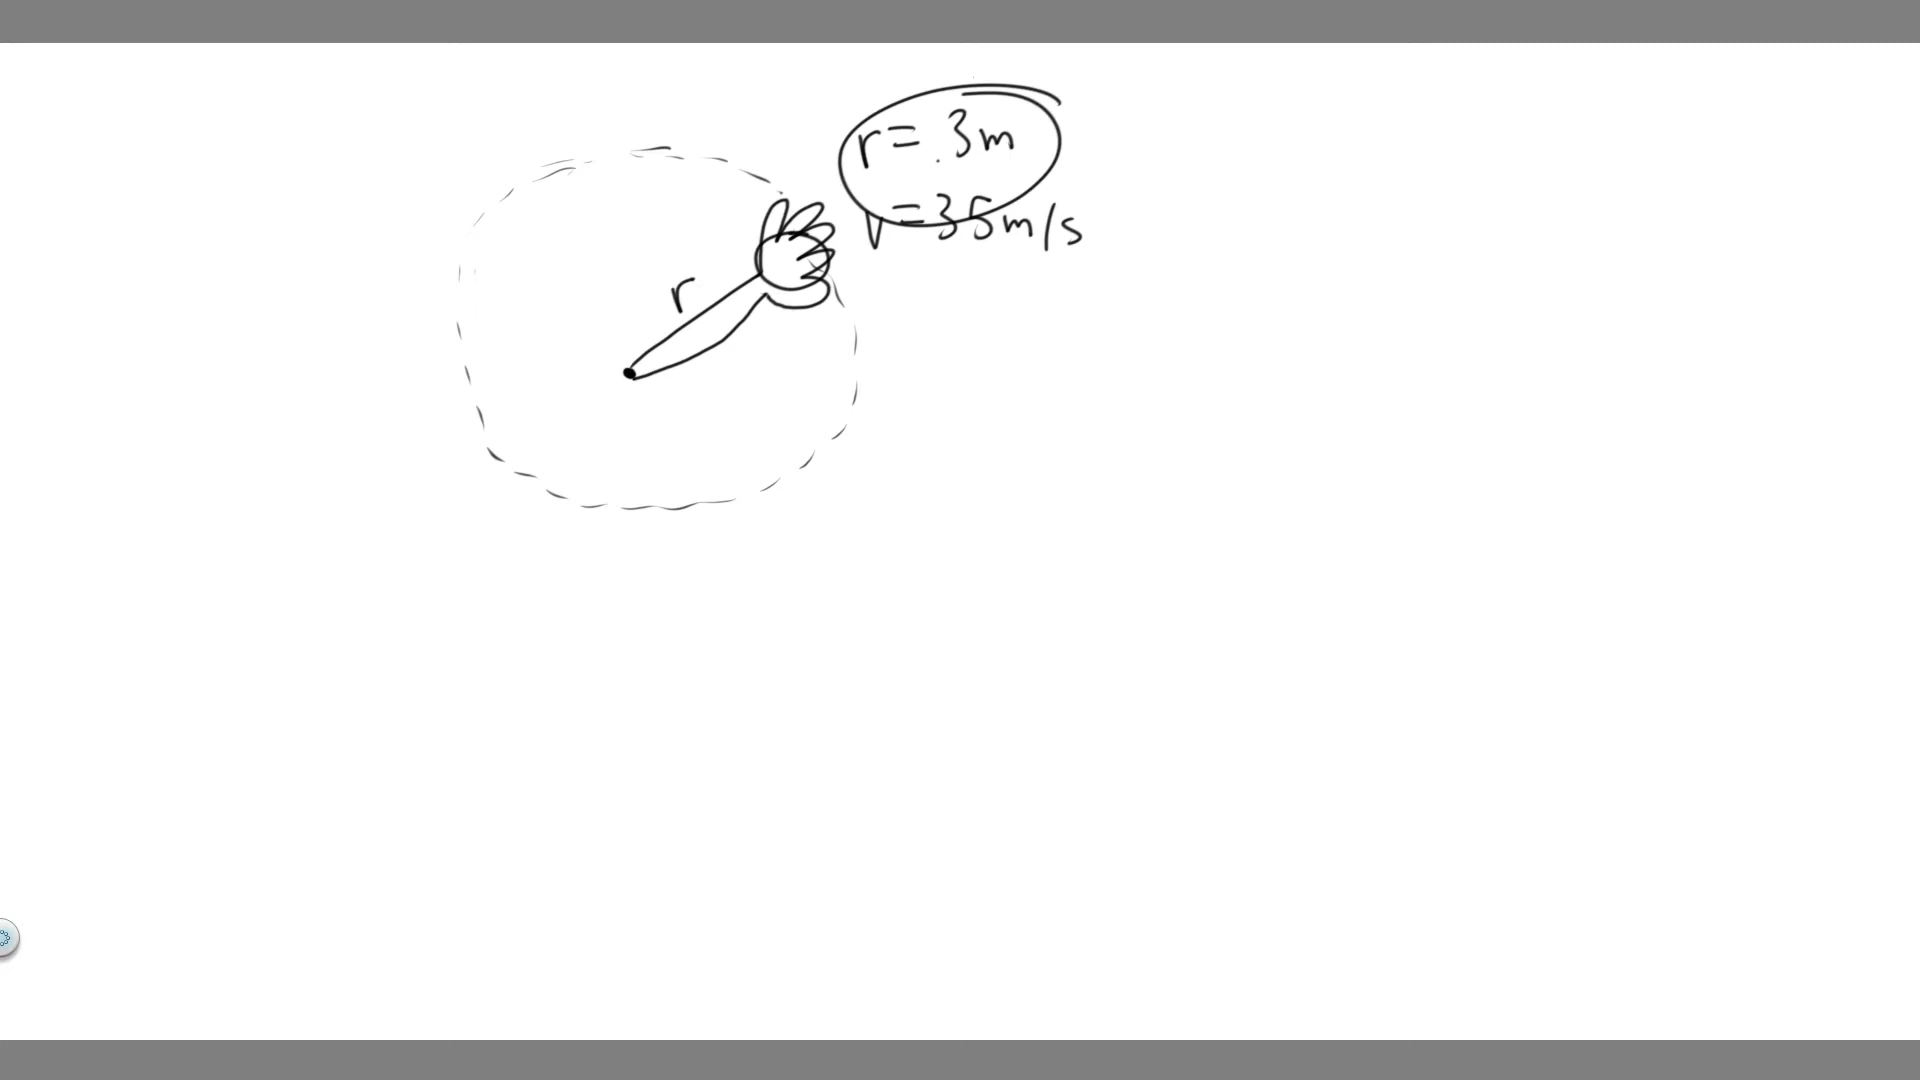 r = .3m
v = 35m/s
r